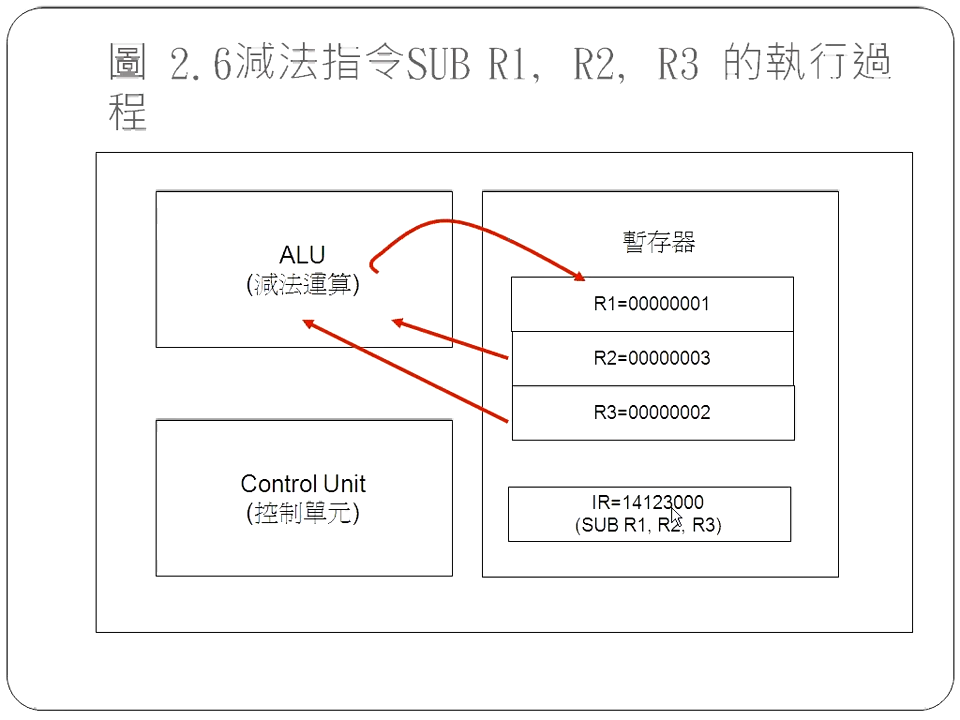 圖 2.6減法指令SUB R1, R2, R3 的執行過
程
ALU
(減法運算)
暫存器
R1=00000001
R2=00000003
R3=00000002
Control Unit
(控制單元)
IR=14123000
(SUB R1, R2, R3)